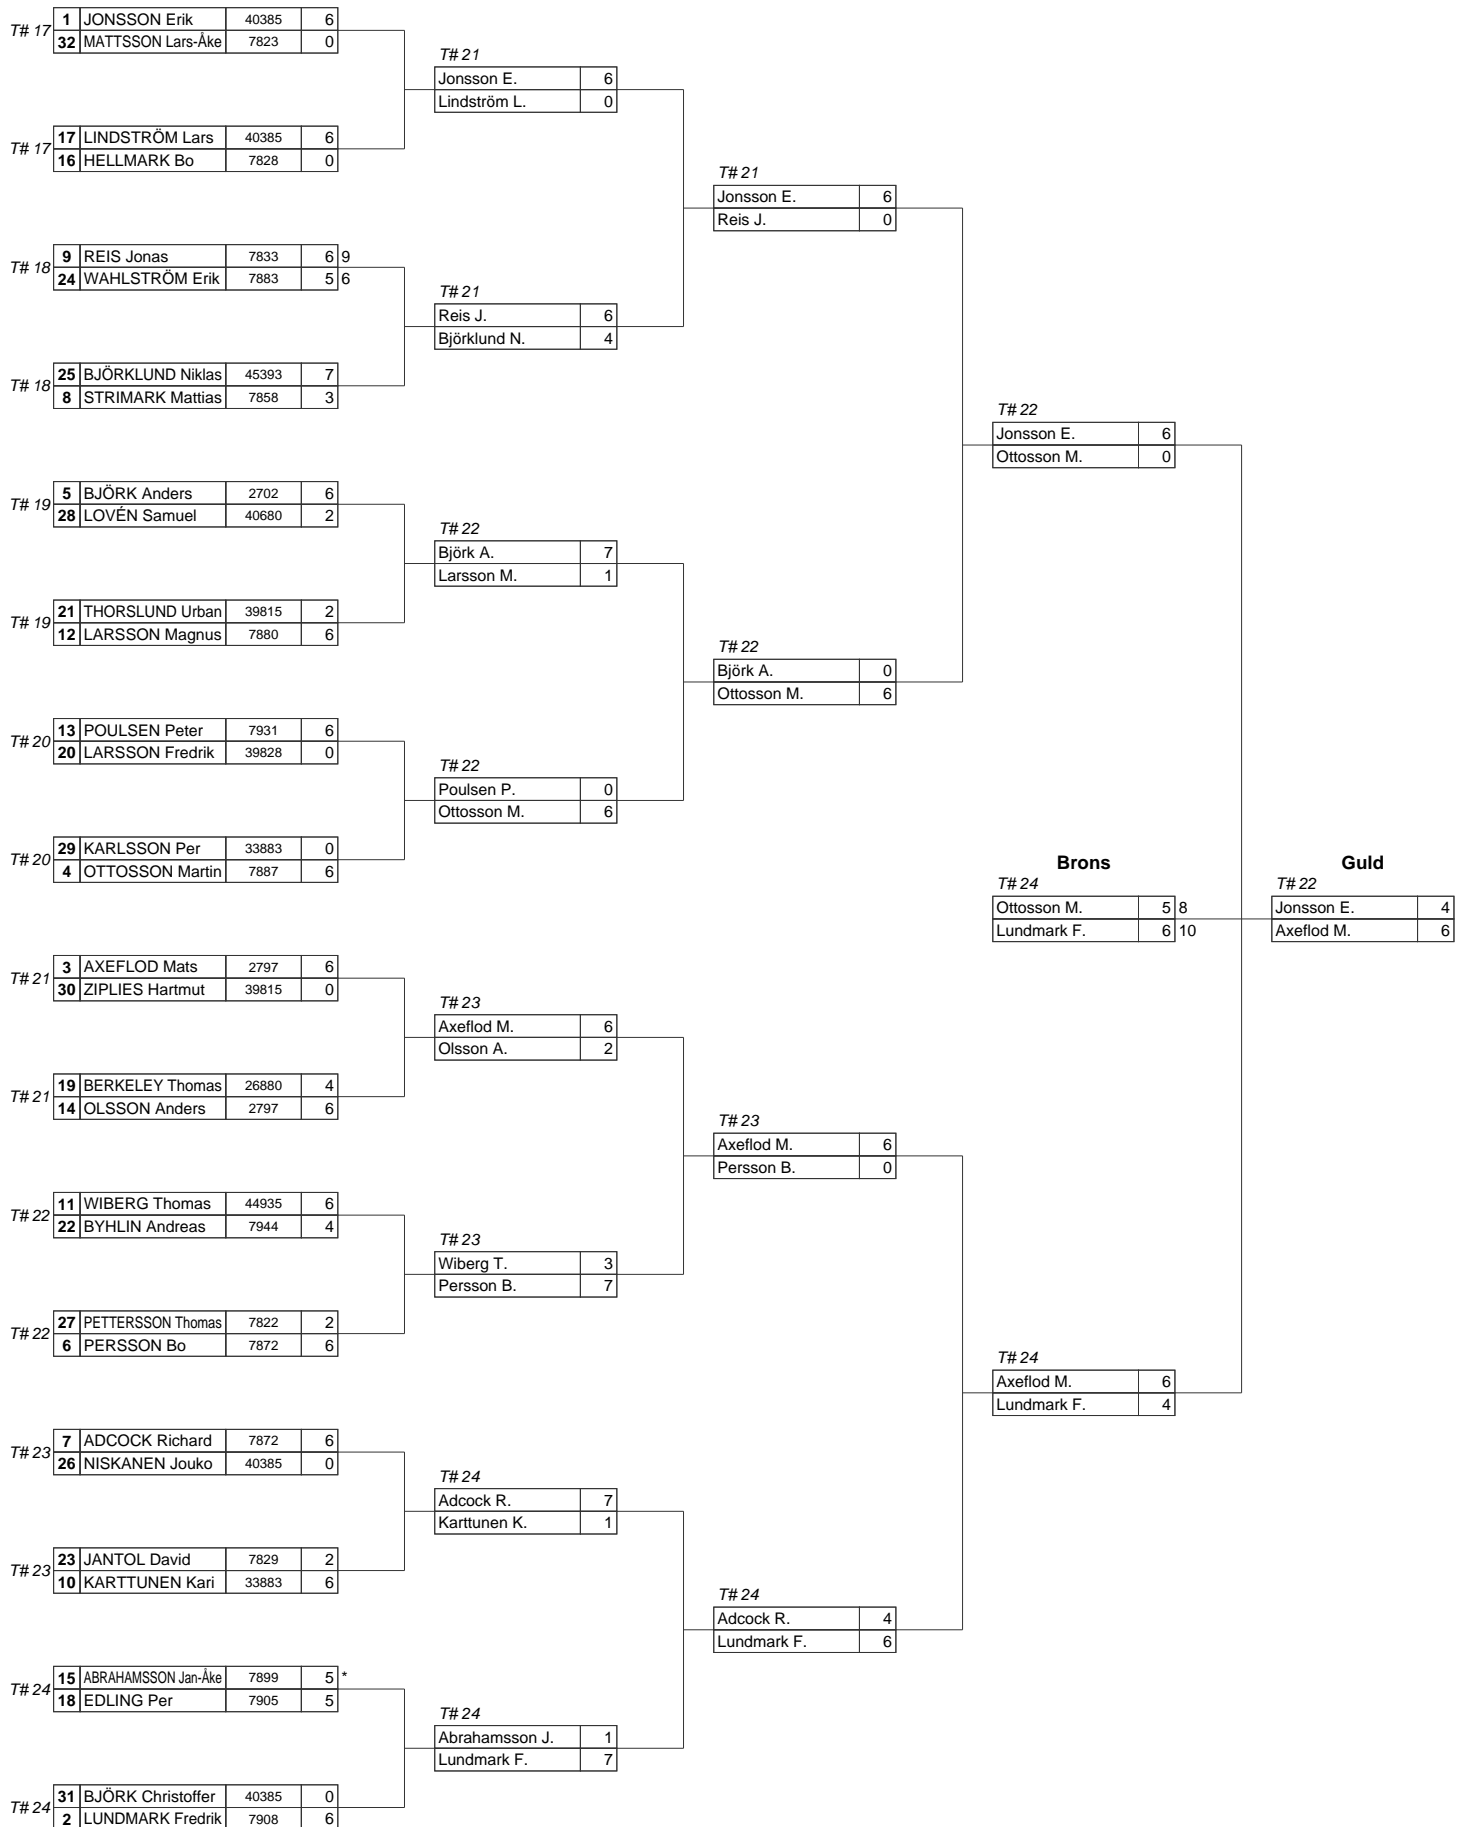 T# 17
1 JONSSON Erik 40385 6
32 MATTSSON Lars-Åke 7823 0
T# 17
17 LINDSTRÖM Lars 40385 6
16 HELLMARK Bo 7828 0
T# 18
9 REIS Jonas 7833 6 9
24 WAHLSTRÖM Erik 7883 5 6
T# 18
25 BJÖRKLUND Niklas 45393 7
8 STRIMARK Mattias 7858 3
T# 19
5 BJÖRK Anders 2702 6
28 LOVÉN Samuel 40680 2
T# 19
21 THORSLUND Urban 39815 2
12 LARSSON Magnus 7880 6
T# 20
13 POULSEN Peter 7931 6
20 LARSSON Fredrik 39828 0
T# 20
29 KARLSSON Per 33883 0
4 OTTOSSON Martin 7887 6
T# 21
3 AXEFLOD Mats 2797 6
30 ZIPLIES Hartmut 39815 0
T# 21
19 BERKELEY Thomas 26880 4
14 OLSSON Anders 2797 6
T# 22
11 WIBERG Thomas 44935 6
22 BYHLIN Andreas 7944 4
T# 22
27 PETTERSSON Thomas 7822 2
6 PERSSON Bo 7872 6
T# 23
7 ADCOCK Richard 7872 6
26 NISKANEN Jouko 40385 0
T# 23
23 JANTOL David 7829 2
10 KARTTUNEN Kari 33883 6
T# 24
15 ABRAHAMSSON Jan-Åke 7899 5 *
18 EDLING Per 7905 5
T# 24
31 BJÖRK Christoffer 40385 0
2 LUNDMARK Fredrik 7908 6
T# 21
Jonsson E. 6
Lindström L. 0
T# 21
Reis J. 6
Björklund N. 4
T# 22
Björk A. 7
Larsson M. 1
T# 22
Poulsen P. 0
Ottosson M. 6
T# 23
Axeflod M. 6
Olsson A. 2
T# 23
Wiberg T. 3
Persson B. 7
T# 24
Adcock R. 7
Karttunen K. 1
T# 24
Abrahamsson J. 1
Lundmark F. 7
T# 21
Jonsson E. 6
Reis J. 0
T# 22
Björk A. 0
Ottosson M. 6
T# 23
Axeflod M. 6
Persson B. 0
T# 24
Adcock R. 4
Lundmark F. 6
T# 22
Jonsson E. 6
Ottosson M. 0
Brons
T# 24
Ottosson M. 5 8
Lundmark F. 6 10
T# 24
Axeflod M. 6
Lundmark F. 4
Guld
T# 22
Jonsson E. 4
Axeflod M. 6